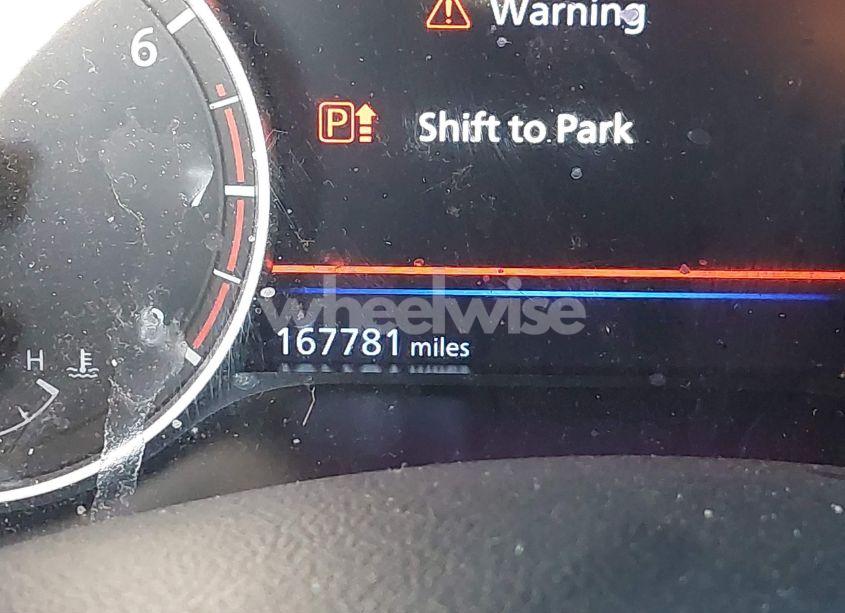 6
Warning
P Shift to Park
wheelwise
167781 miles
H